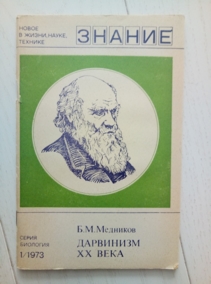 НОВОЕ
В ЖИЗНИ, НАУКЕ,
ТЕХНИКЕ
ЗНАНИЕ
СЕРИЯ
БИОЛОГИЯ
1/1973
Б.М. Медников
ДАРВИНИЗМ
XX ВЕКА